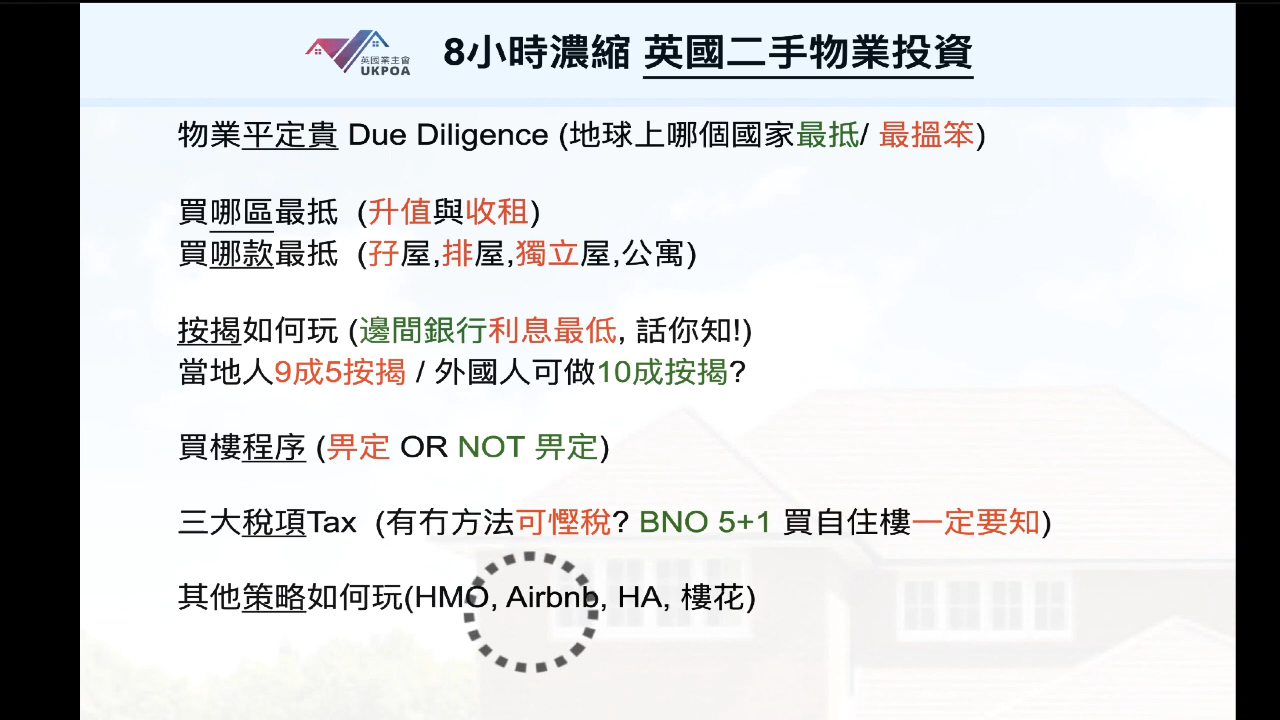 英國業主會
UKPOA
8小時濃縮 英國二手物業投資
物業平定貴 Due Diligence (地球上哪個國家最抵/ 最搵笨)
買哪區最抵 (升值與收租)
買哪款最抵 (孖屋,排屋,獨立屋,公寓)
按揭如何玩 (邊間銀行利息最低, 話你知!)
當地人9成5按揭 / 外國人可做10成按揭?
買樓程序 (畀定 OR NOT 畀定)
三大稅項Tax (有冇方法可慳稅? BNO 5+1 買自住樓一定要知)
其他策略如何玩(HMO, Airbnb, HA, 樓花)